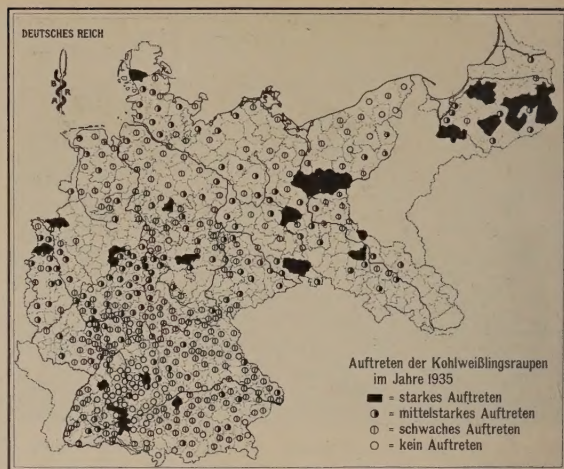 DEUTSCHES REICH
Auftreten der Kohlweißlingsraupen
im Jahre 1935
= starkes Auftreten
= mittelstarkes Auftreten
= schwaches Auftreten
= kein Auftreten